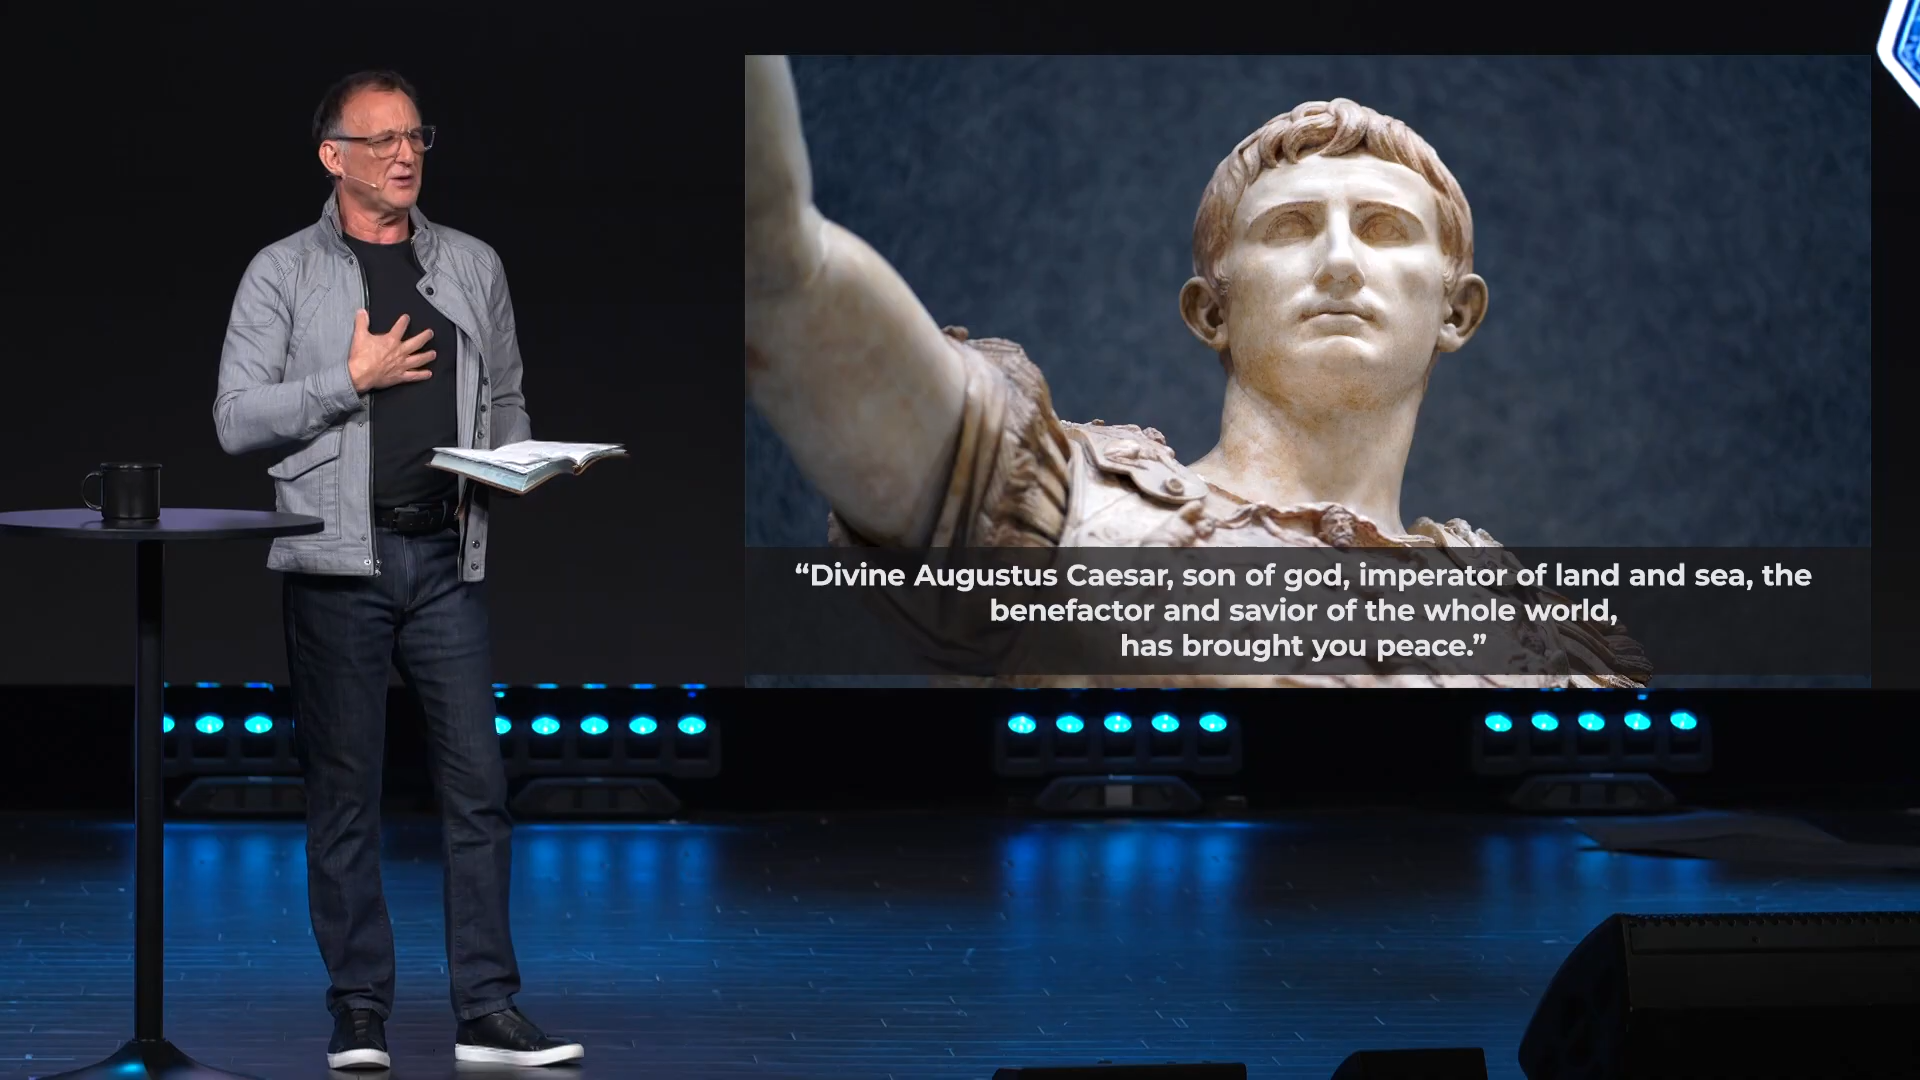 “Divine Augustus Caesar, son of god, imperator of land and sea, the
benefactor and savior of the whole world,
has brought you peace.”